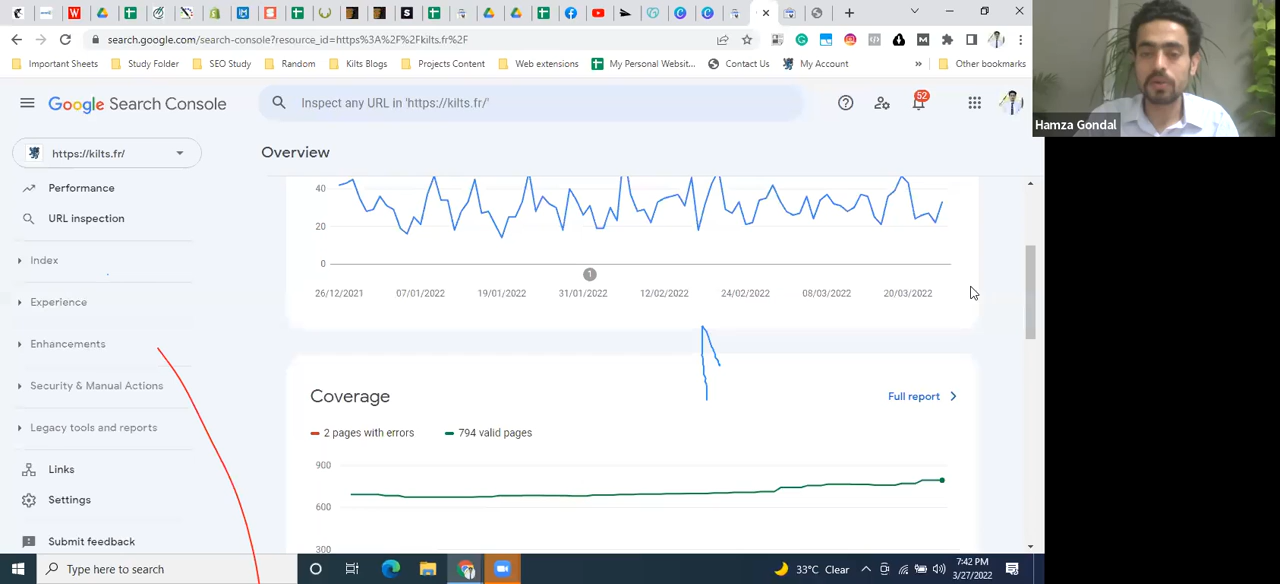 search.google.com/search-console?resource_id=https%3A%2F%2Fkilts.fr%2F
Important Sheets
Study Folder
SEO Study
Random
Kilts Blogs
Projects Content
Web extensions
My Personal Websit...
Contus Us
My Account
»
Other bookmarks
Google Search Console
Inspect any URL in 'https://kilts.fr/'
52
Hamza Gondal
https://kilts.fr/
Overview
Performance
URL inspection
Index
Experience
Enhancements
Security & Manual Actions
Legacy tools and reports
Links
Settings
Submit feedback
40
20
0
1
26/12/2021 07/01/2022 19/01/2022 31/01/2022 12/02/2022 24/02/2022 08/03/2022 20/03/2022
Coverage
Full report
2 pages with errors 794 valid pages
900
600
300
Type here to search
33°C Clear
7:42 PM
3/27/2022